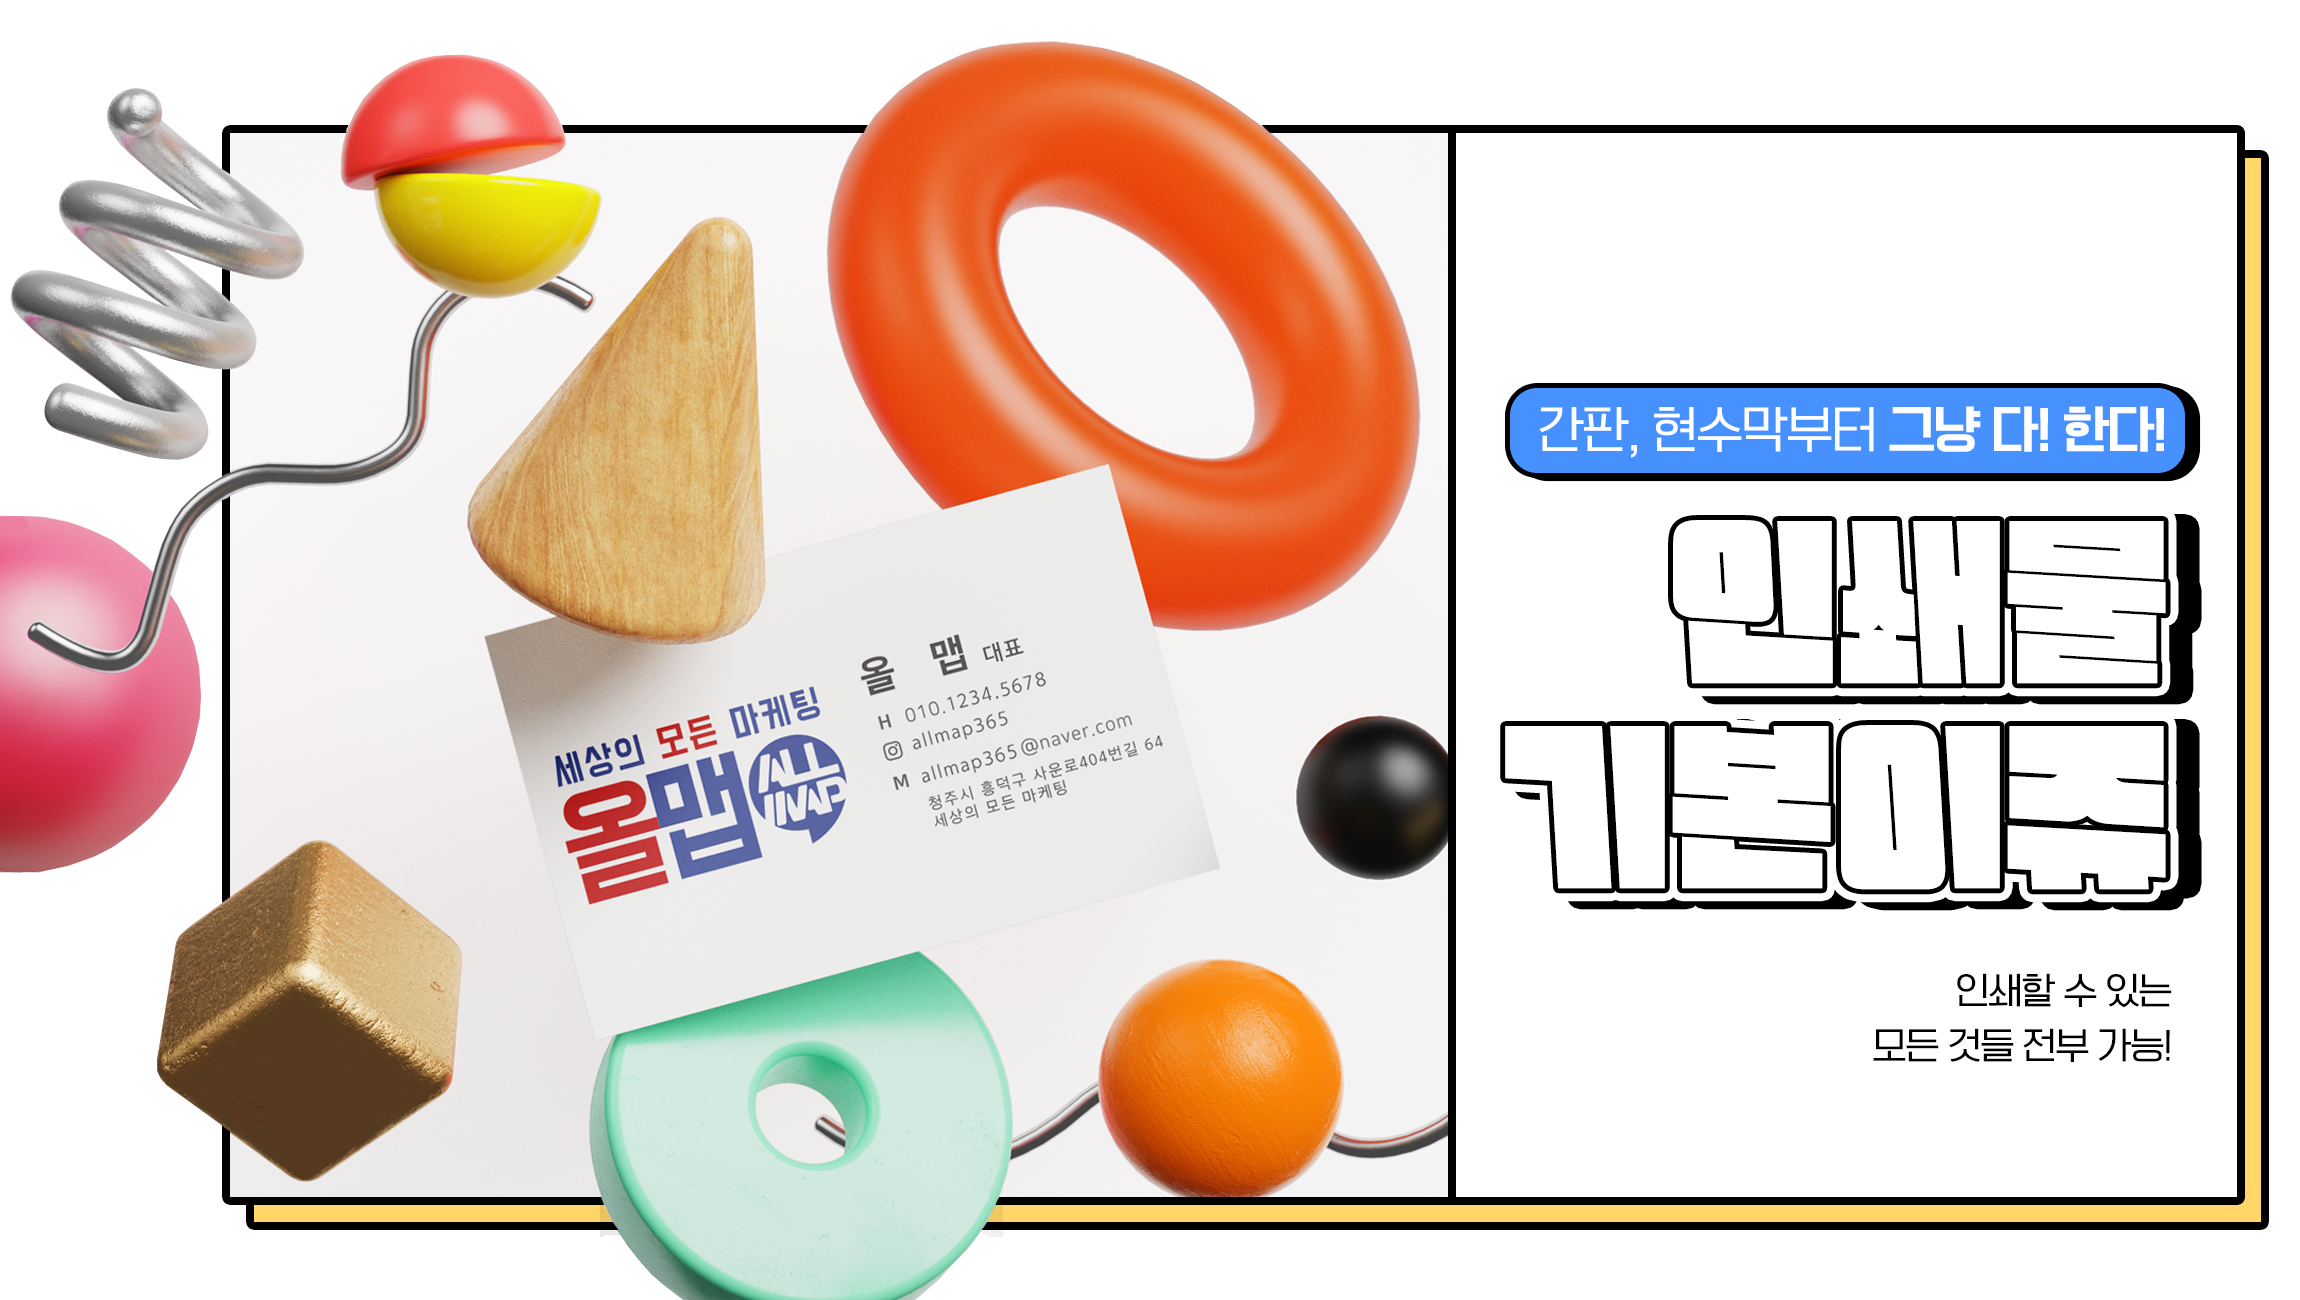 간판, 현수막부터 그냥 다! 한다!
인쇄물
기본이쥬
인쇄할 수 있는
모든 것들 전부 가능!
세상의 모든 마케팅
올맵
ALL
MAP
올 맵 대표
H 010.1234.5678
allmap365
M allmap365@naver.com
청주시 흥덕구 사운로404번길 64
세상의 모든 마케팅